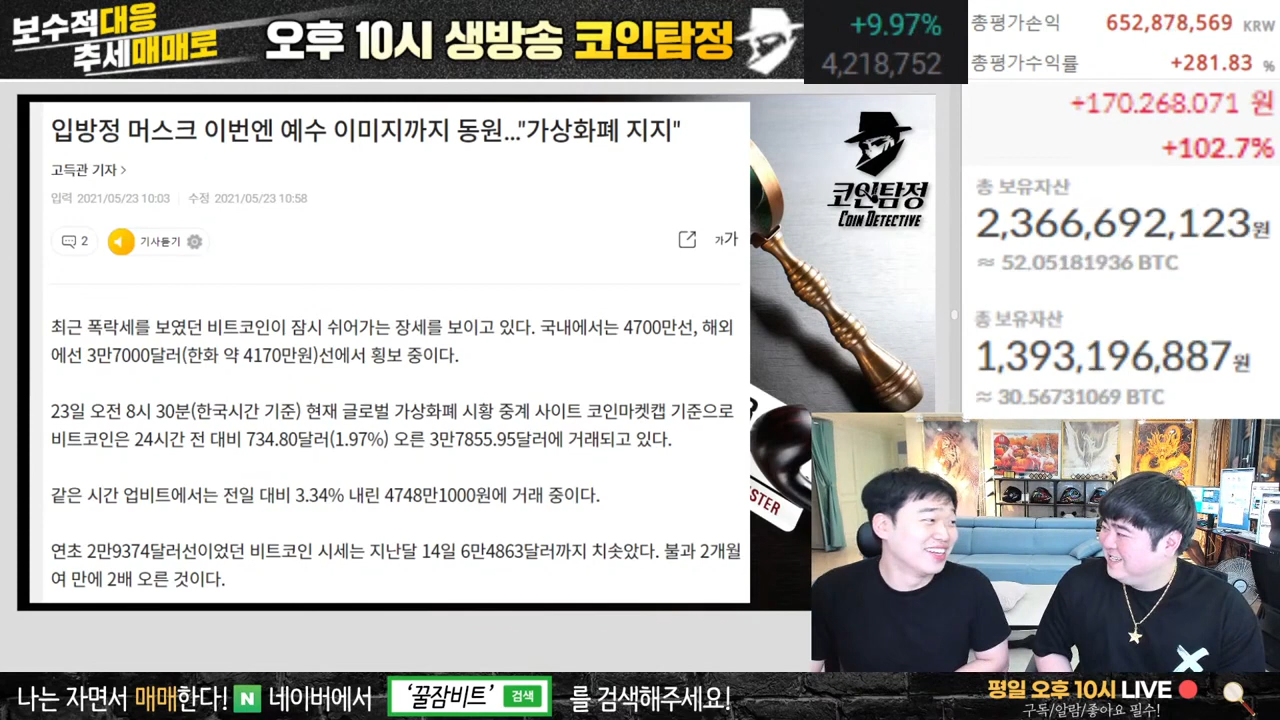 보수적대응
추세매매로
오후 10시 생방송 코인탐정
+9.97%
4,218,752
총평가손익 652,878,569 KRW
총평가수익률 +281.83 %
+170.268.071 원
+102.7%
총 보유자산
2,366,692,123원
≈ 52.05181936 BTC
총 보유자산
1,393,196,887원
≈ 30.56731069 BTC
입방정 머스크 이번엔 예수 이미지까지 동원..."가상화폐 지지"
고득관 기자 >
입력 2021/05/23 10:03 수정 2021/05/23 10:58
2 기사듣기
가가
최근 폭락세를 보였던 비트코인이 잠시 쉬어가는 장세를 보이고 있다. 국내에서는 4700만선, 해외
에선 3만7000달러(한화 약 4170만원)선에서 횡보 중이다.
23일 오전 8시 30분(한국시간 기준) 현재 글로벌 가상화폐 시황 중계 사이트 코인마켓캡 기준으로
비트코인은 24시간 전 대비 734.80달러(1.97%) 오른 3만7855.95달러에 거래되고 있다.
같은 시간 업비트에서는 전일 대비 3.34% 내린 4748만1000원에 거래 중이다.
연초 2만9374달러선이었던 비트코인 시세는 지난달 14일 6만4863달러까지 치솟았다. 불과 2개월
여 만에 2배 오른 것이다.
코인탐정
COIN DETECTIVE
STER
나는 자면서 매매한다! N 네이버에서 '꿀잠비트' 검색 를 검색해주세요!
평일 오후 10시 LIVE
구독/알람/좋아요 필수!